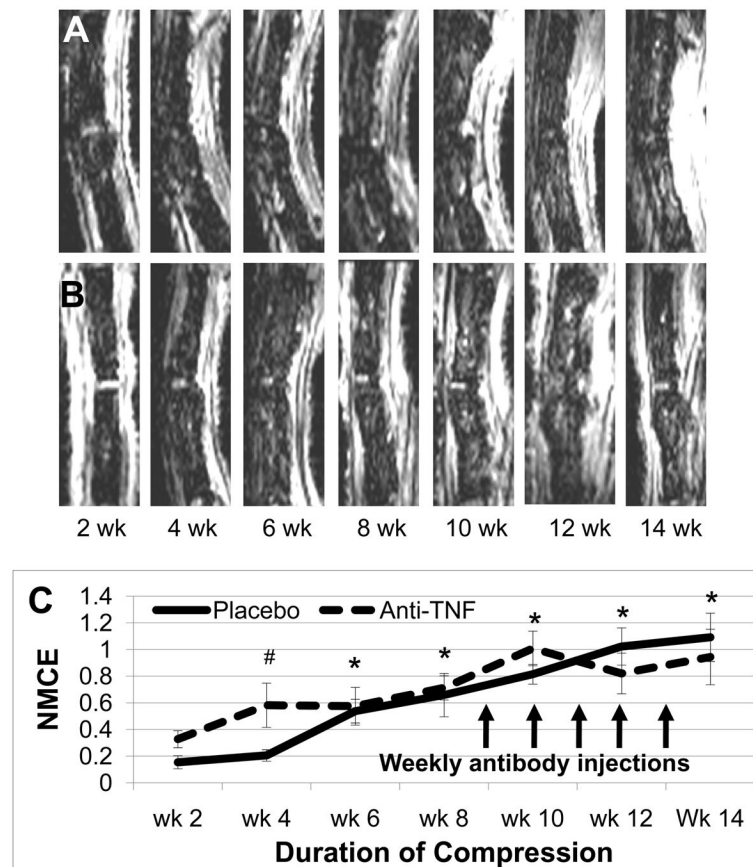 A
B
2 wk 4 wk 6 wk 8 wk 10 wk 12 wk 14 wk
C
Placebo Anti-TNF
NMCE
1.4
1.2
1
0.8
0.6
0.4
0.2
0
# * * * * *
Weekly antibody injections
wk 2 wk 4 wk 6 wk 8 wk 10 wk 12 Wk 14
Duration of Compression